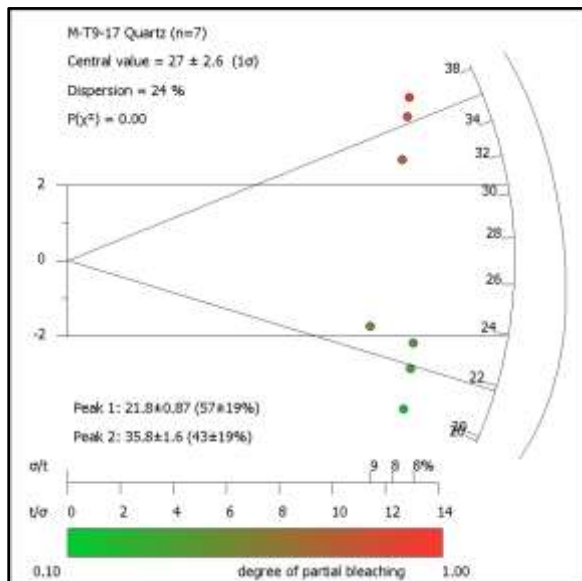 M-T9-17 Quartz (n=7)
Central value = 27 ± 2.6 (1σ)
Dispersion = 24 %
P(χ²) = 0.00
38
34
32
30
28
26
24
22
20
2
0
-2
Peak 1: 21.8±0.87 (57±19%)
Peak 2: 35.8±1.6 (43±19%)
σ/t 9 8 8%
t/σ 0 2 4 6 8 10 12 14
0.10 degree of partial bleaching 1.00